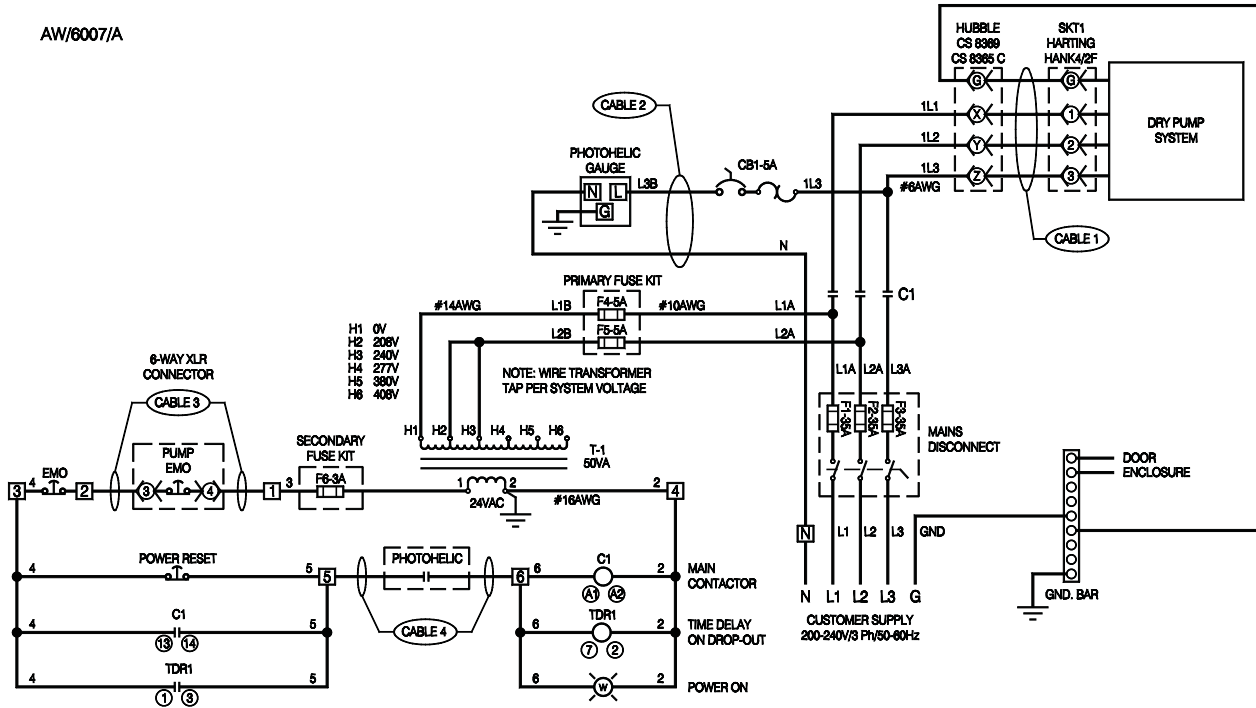 AW/6007/A
HUBBLE
CS 8369
CS 8365 C
SKT1
HARTING
HANK4/2F
G
G
CABLE 2
1L1
X
1
DRY PUMP
SYSTEM
1L2
Y
2
PHOTOHELIC
GAUGE
CB1-5A
1L3
Z
3
N
L
L3B
1L3
#6AWG
G
CABLE 1
N
PRIMARY FUSE KIT
C1
#14AWG
L1B
F4-5A
#10AWG
L1A
L2B
F5-5A
L2A
H1 0V
H2 208V
H3 240V
H4 277V
H5 380V
H6 408V
NOTE: WIRE TRANSFORMER
TAP PER SYSTEM VOLTAGE
L1A
L2A
L3A
6-WAY XLR
CONNECTOR
CABLE 3
F1-35A
F2-35A
F3-35A
MAINS
DISCONNECT
H1
H2
H3
H4
H5
H6
T-1
50VA
SECONDARY
FUSE KIT
PUMP
EMO
DOOR
ENCLOSURE
3
4
EMO
2
3
4
1
3
F6-3A
1
2
24VAC
#16AWG
2
4
N
L1
L2
L3
GND
POWER RESET
PHOTOHELIC
C1
4
5
5
6
6
2
MAIN
CONTACTOR
A1
A2
N
L1
L2
L3
G
GND. BAR
C1
4
5
13
14
CABLE 4
TDR1
6
2
7
2
TIME DELAY
ON DROP-OUT
CUSTOMER SUPPLY
200-240V/3 Ph/50-60Hz
TDR1
4
5
1
3
6
W
2
POWER ON